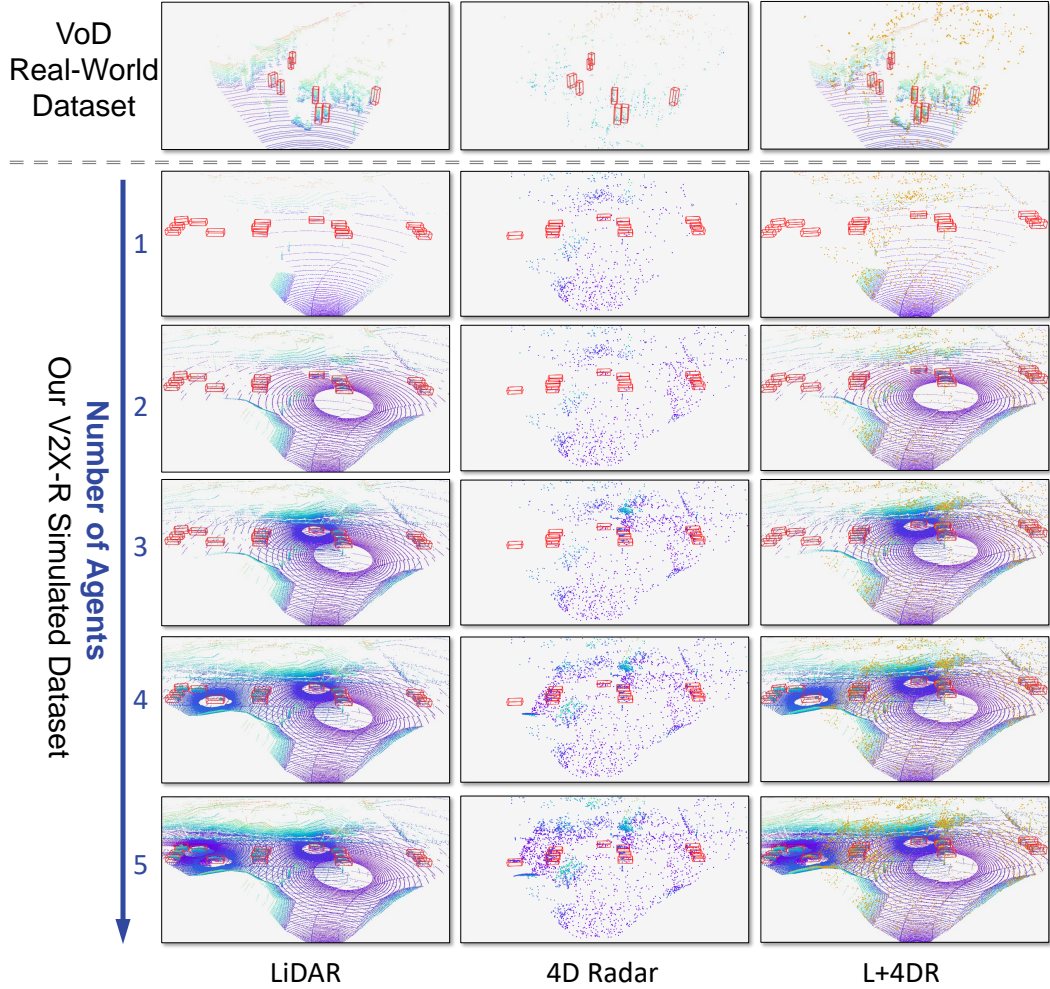 VoD
Real-World
Dataset
1
2
3
4
5
Number of Agents
Our V2X-R Simulated Dataset
LiDAR
4D Radar
L+4DR